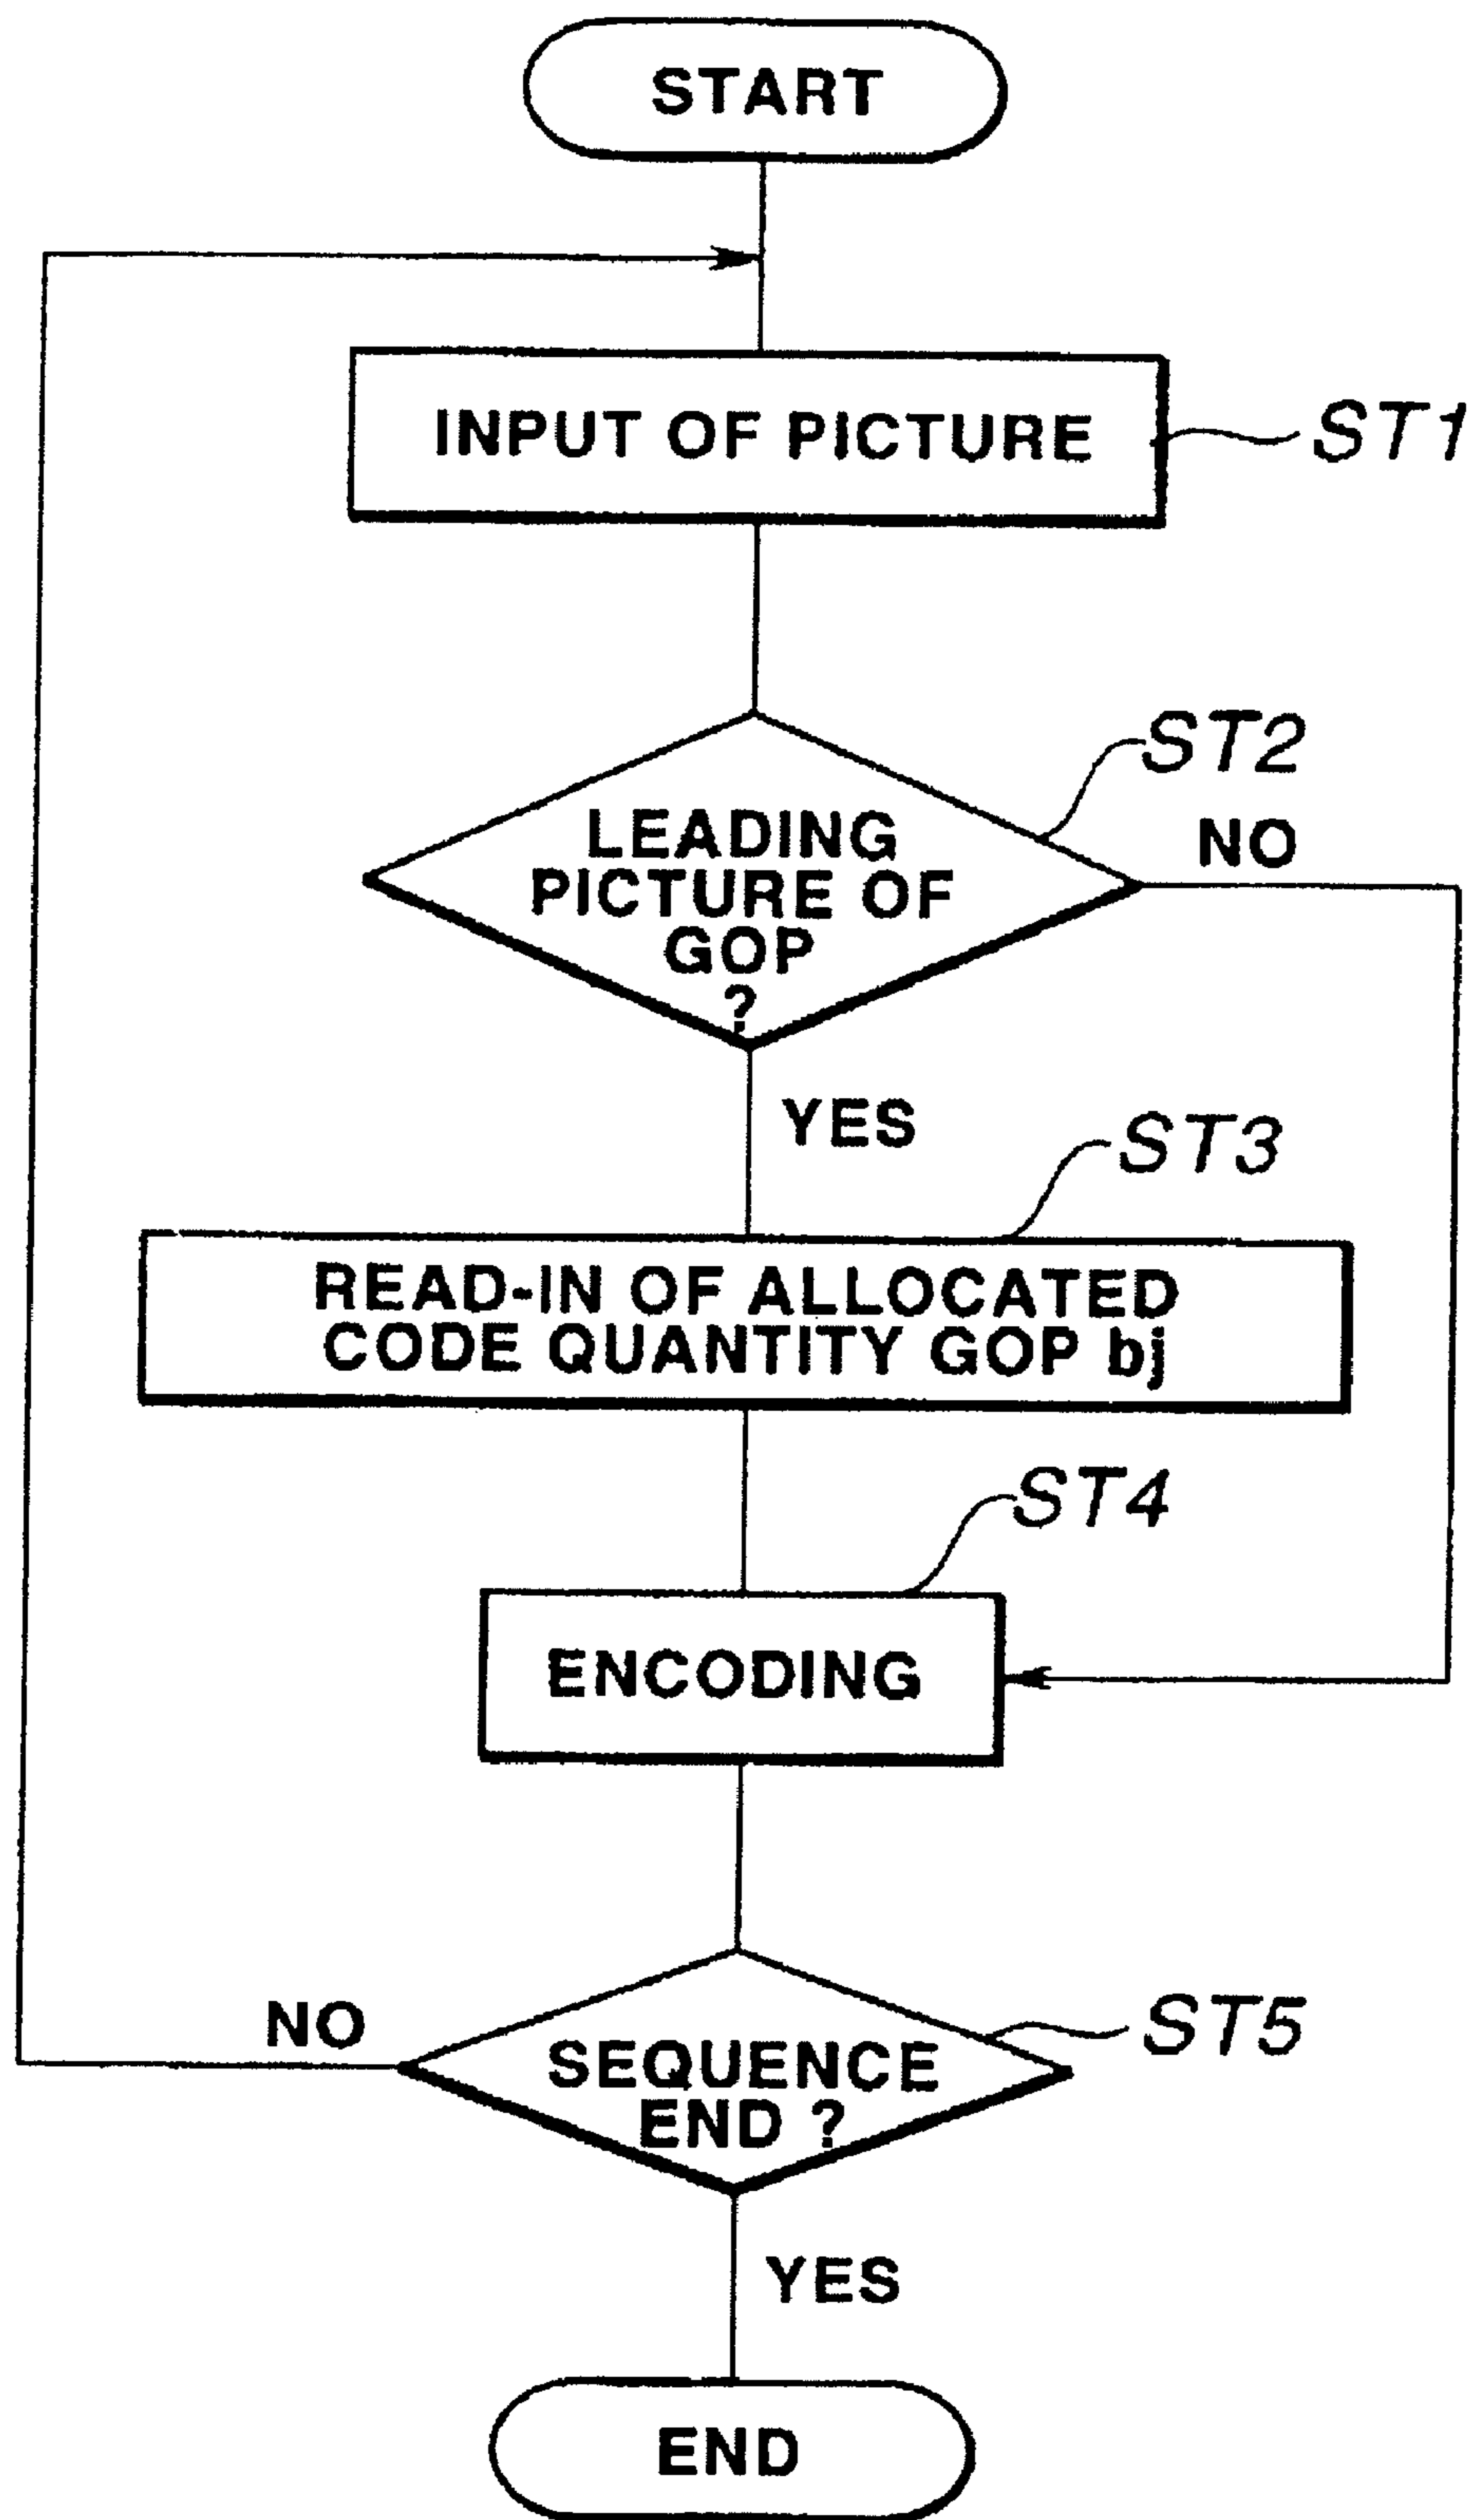 START
INPUT OF PICTURE
ST1
ST2
LEADING
PICTURE OF
GOP
?
NO
YES
ST3
READ-IN OF ALLOCATED
CODE QUANTITY GOP bj
ST4
ENCODING
NO
SEQUENCE
END ?
ST5
YES
END